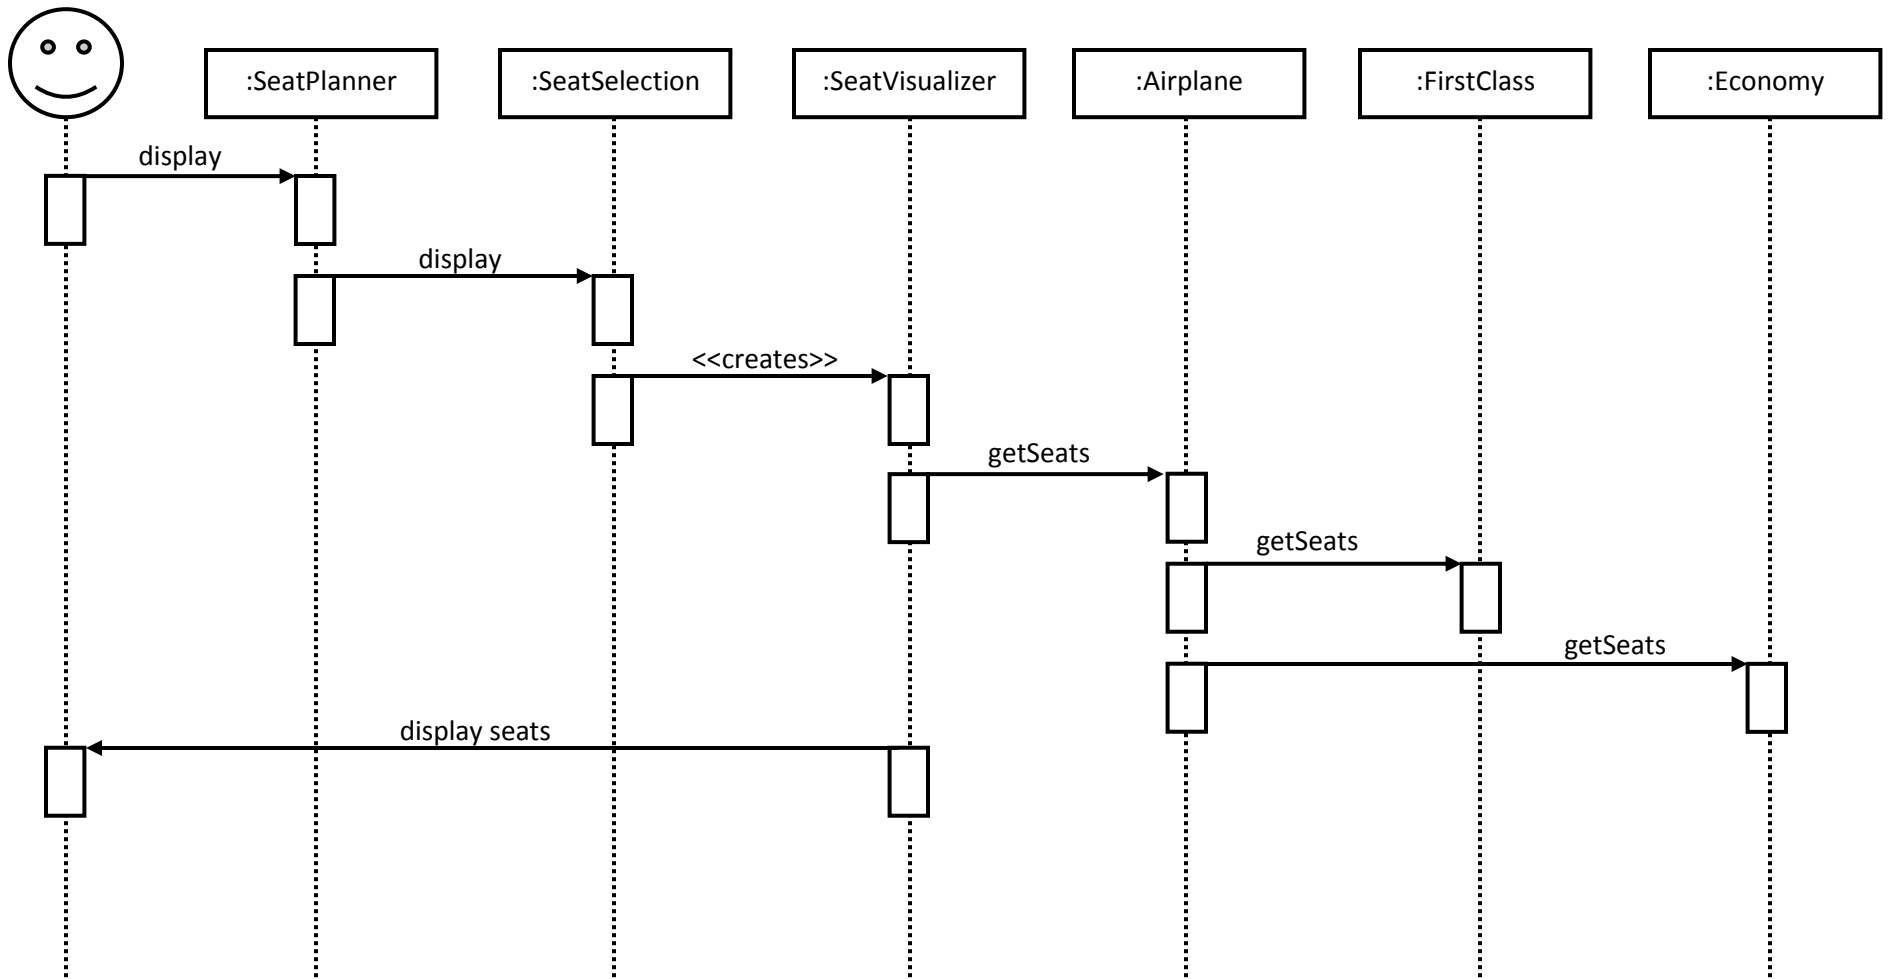 :SeatPlanner
:SeatSelection
:SeatVisualizer
:Airplane
:FirstClass
:Economy
display
display
<<creates>>
getSeats
getSeats
getSeats
display seats